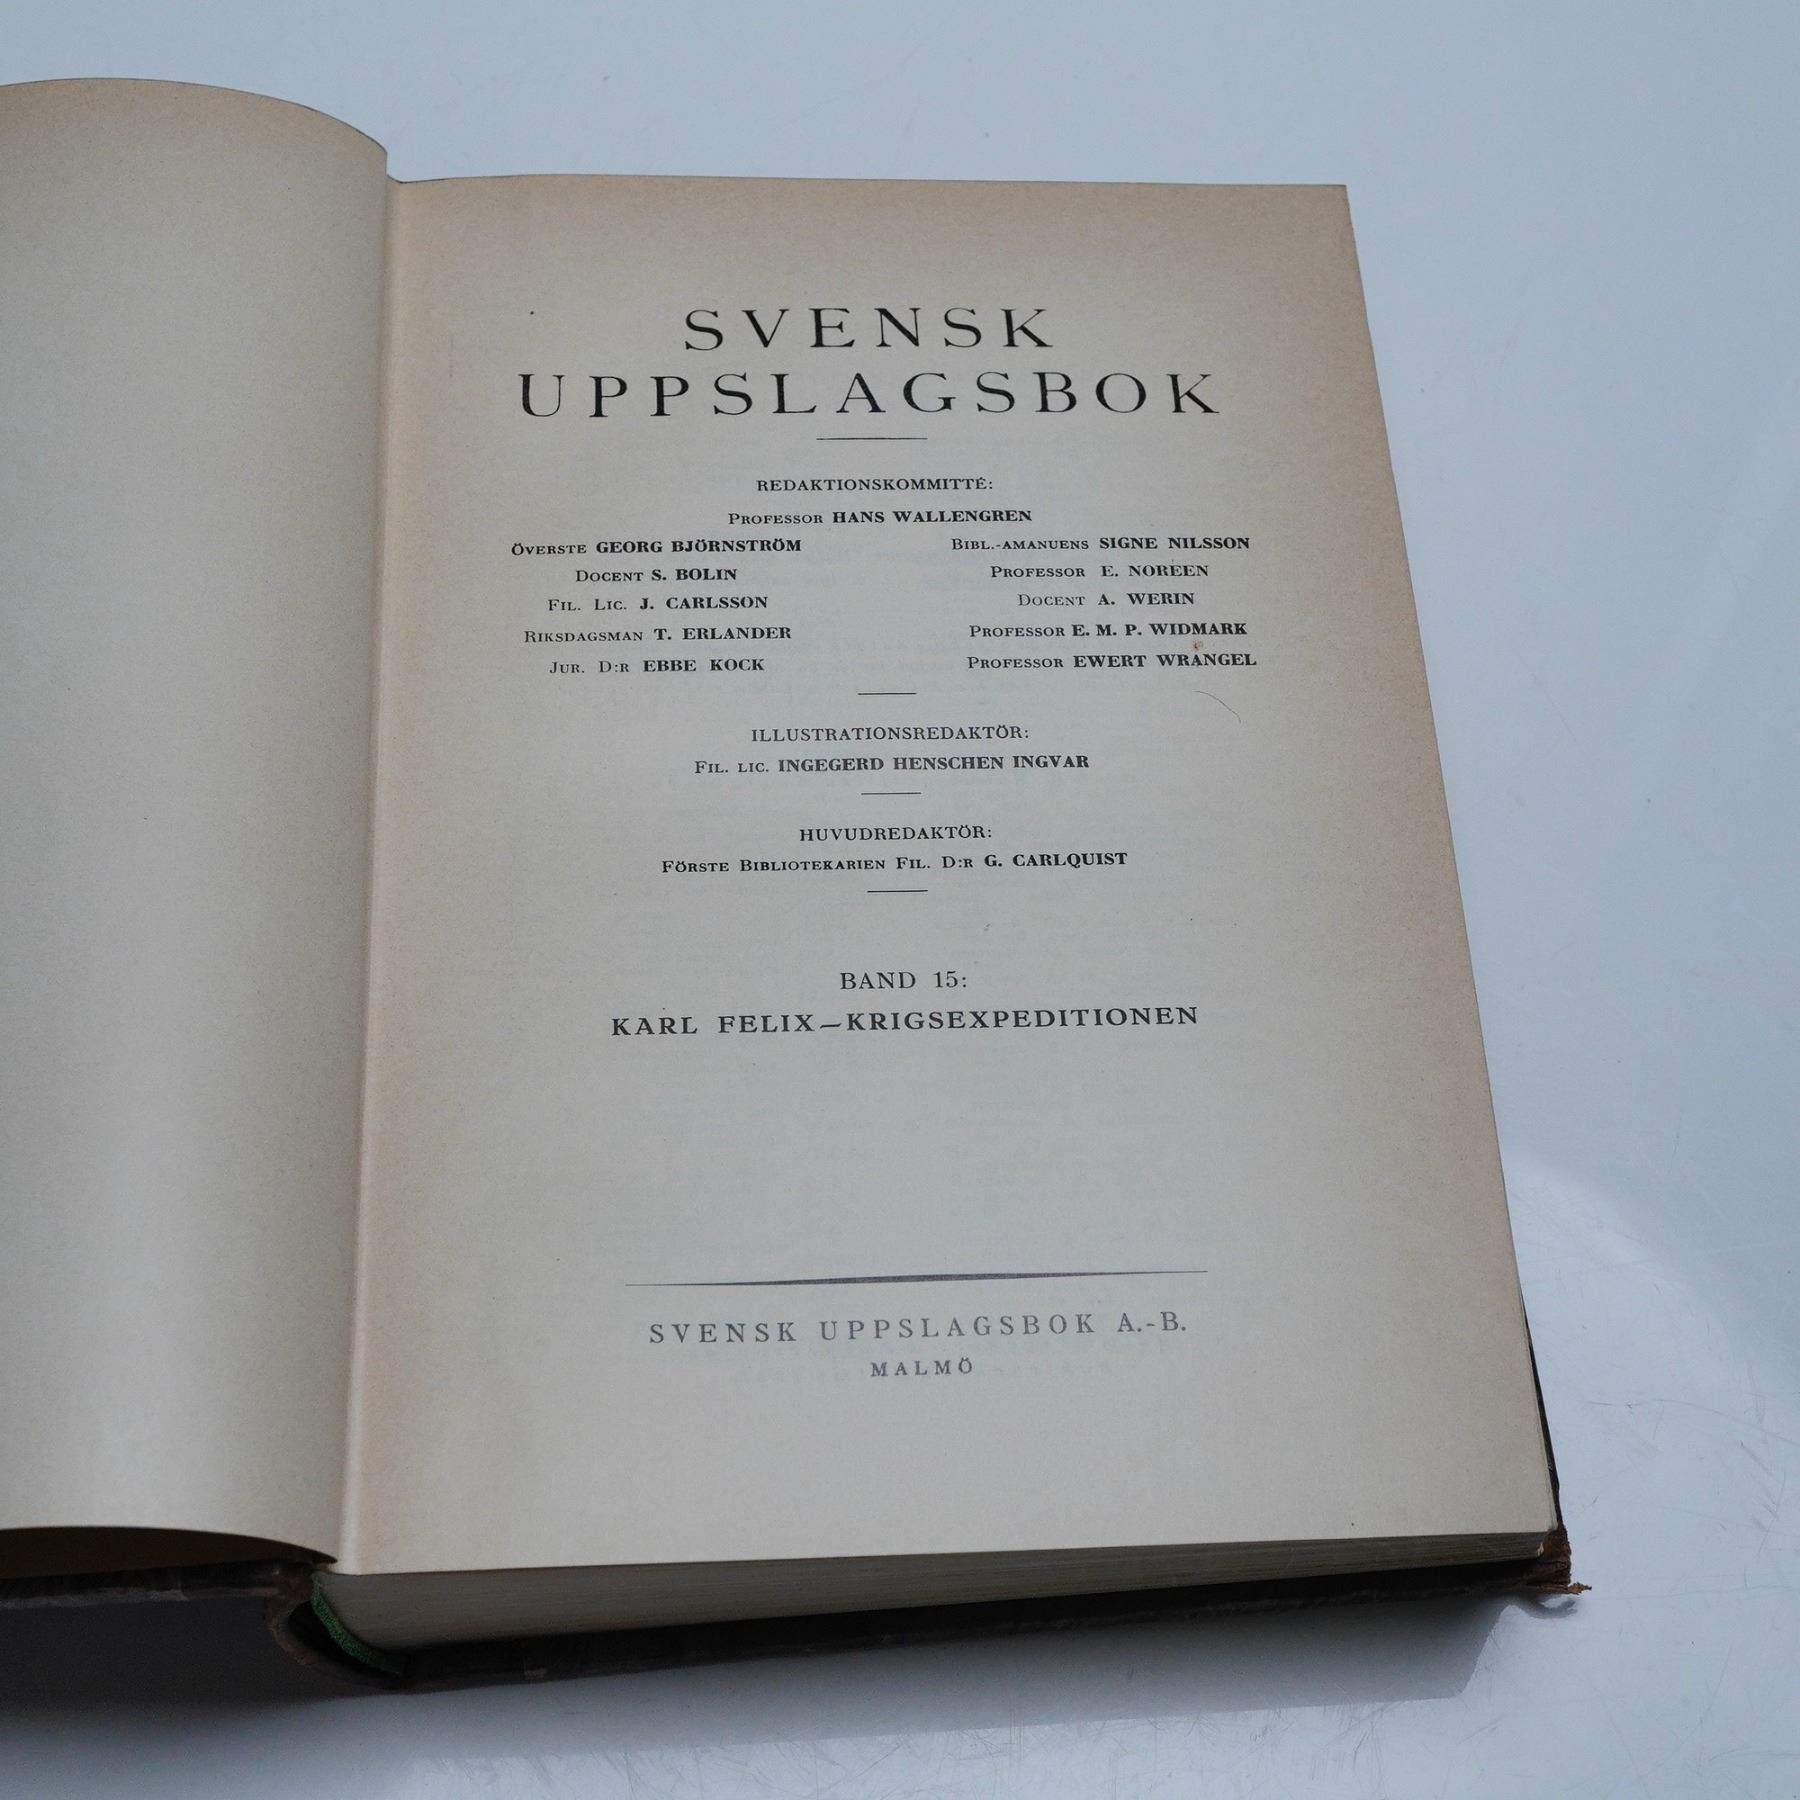 SVENSK
UPPSLAGSBOK
REDAKTIONSKOMMITTÉ:
PROFESSOR HANS WALLENGREN
ÖVERSTE GEORG BJÖRNSTRÖM
DOCENT S. BOLIN
FIL. LIC. J. CARLSSON
RIKSDAGSMAN T. ERLANDER
JUR. D:R EBBE KOCK
BIBL.-AMANUENS SIGNE NILSSON
PROFESSOR E. NOREEN
DOCENT A. WERIN
PROFESSOR E. M. P. WIDMARK
PROFESSOR EWERT WRANGEL
ILLUSTRATIONSREDAKTÖR:
FIL. LIC. INGEGERD HENSCHEN INGVAR
HUVUDREDAKTÖR:
FÖRSTE BIBLIOTEKARIEN FIL. D:R G. CARLQUIST
BAND 15:
KARL FELIX—KRIGSEXPEDITIONEN
SVENSK UPPSLAGSBOK A.-B.
MALMÖ